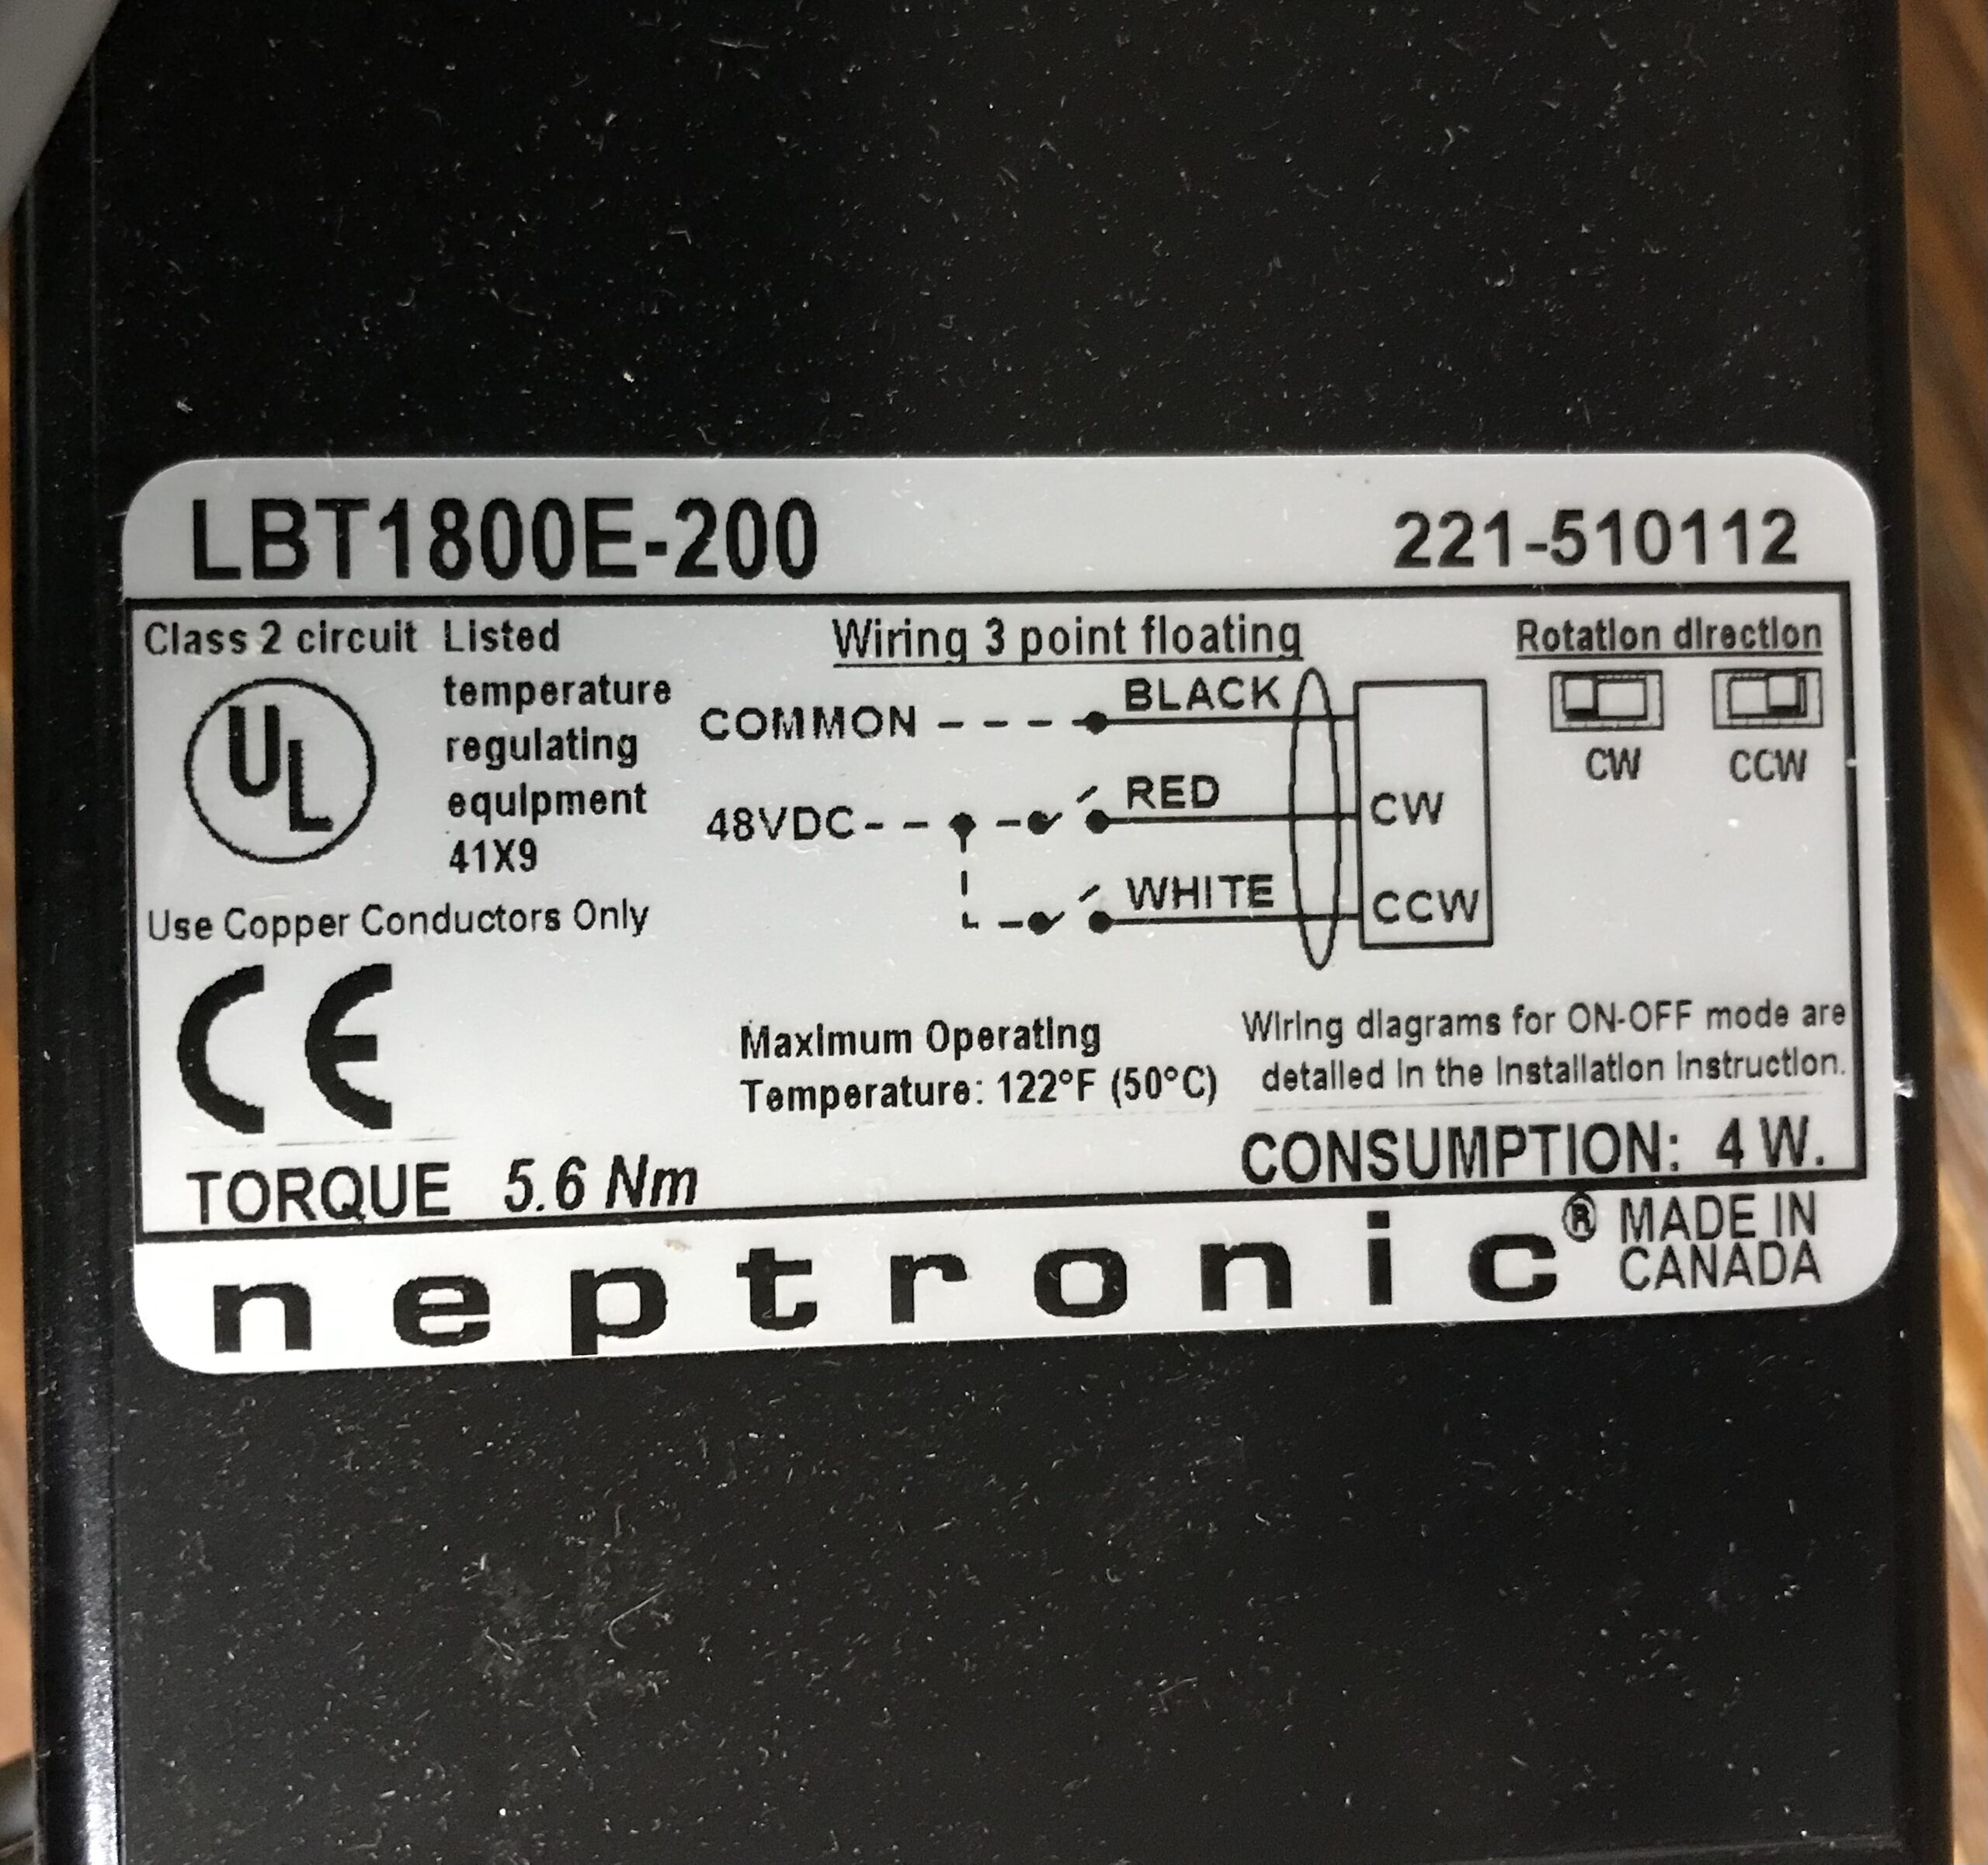 LBT1800E-200
221-510112
Class 2 circuit Listed
temperature
regulating
equipment
41X9
UL
Use Copper Conductors Only
CE
Wiring 3 point floating
COMMON
BLACK
48VDC
RED
CW
WHITE
CCW
Rotation direction
CW CCW
Maximum Operating
Temperature: 122°F (50°C)
Wiring diagrams for ON-OFF mode are
detailed in the installation instruction.
TORQUE 5.6 Nm
CONSUMPTION: 4 W.
neptronic®
MADE IN
CANADA